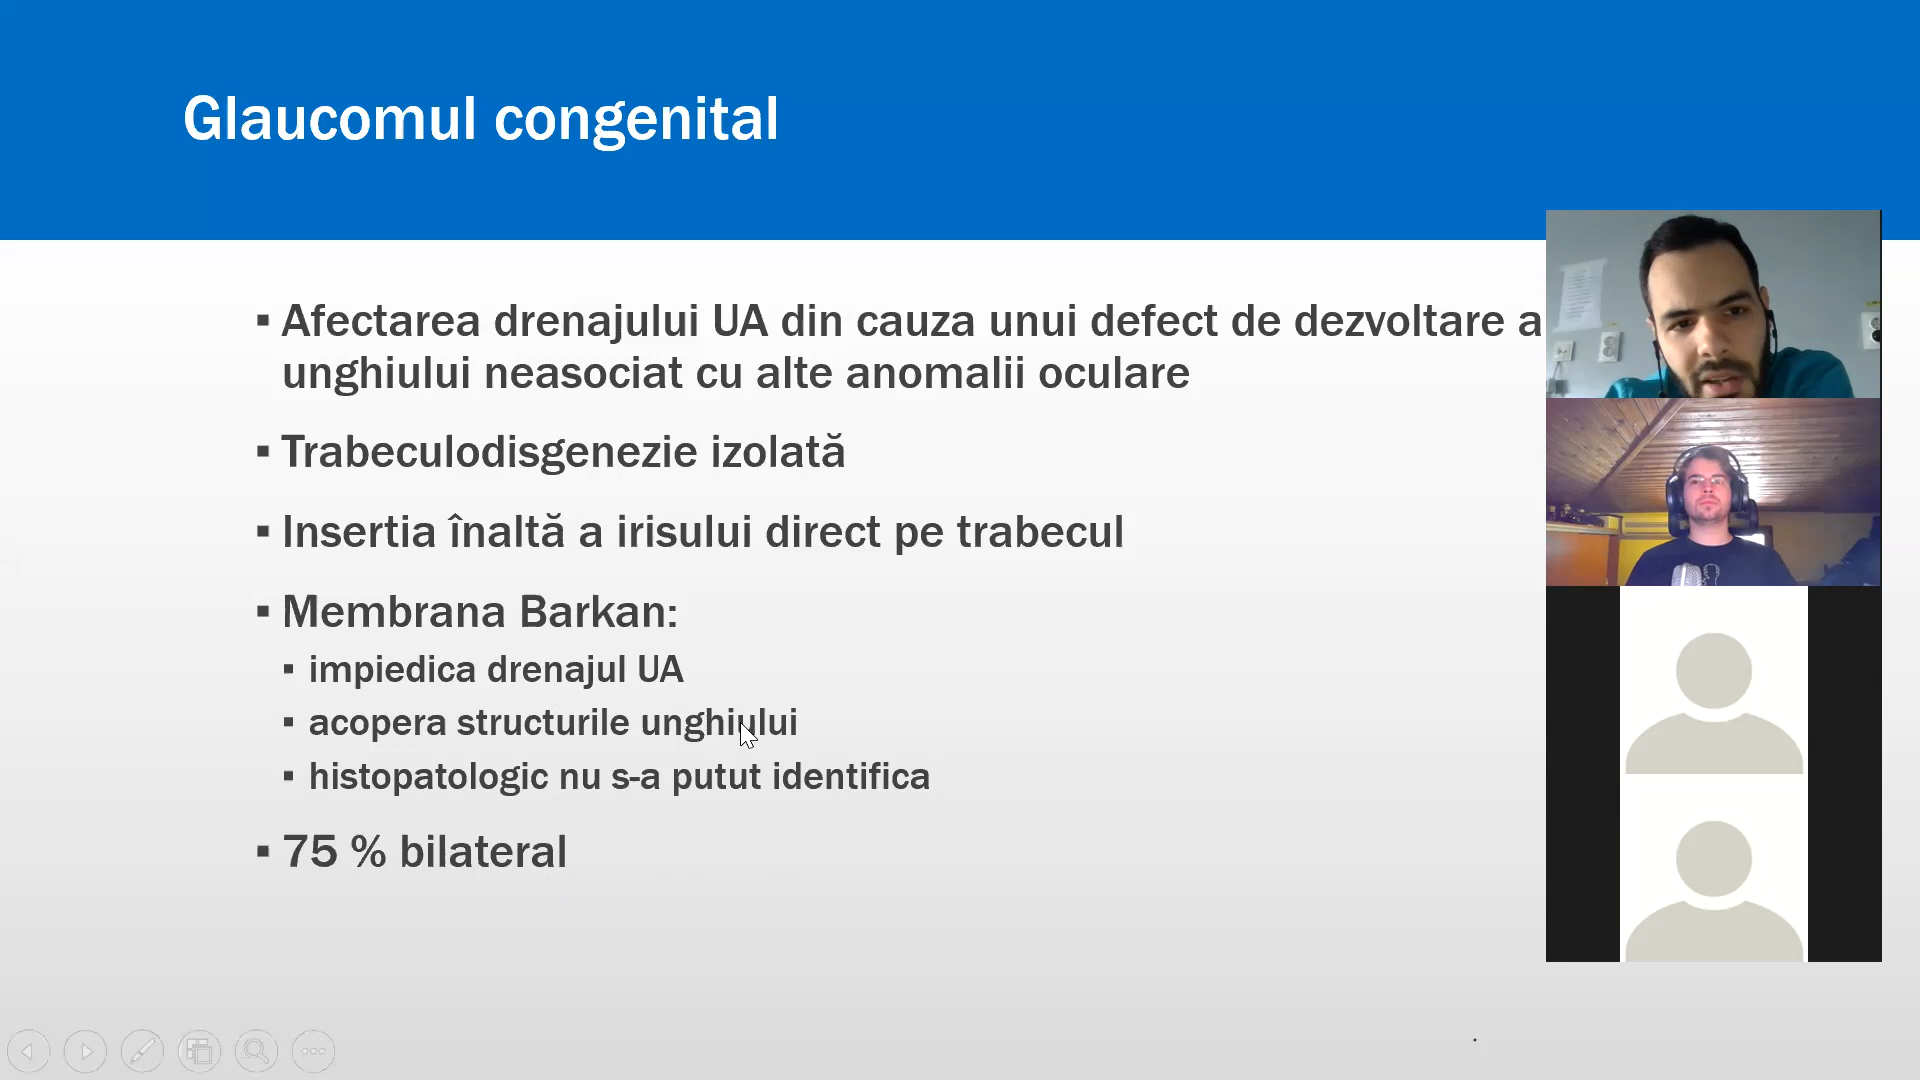 Glaucomul congenital
▪ Afectarea drenajului UA din cauza unui defect de dezvoltare a
unghiului neasociat cu alte anomalii oculare
▪ Trabeculodisgenezie izolată
▪ Insertia înaltă a irisului direct pe trabecul
▪ Membrana Barkan:
▪ impiedica drenajul UA
▪ acopera structurile unghiului
▪ histopatologic nu s-a putut identifica
▪ 75 % bilateral